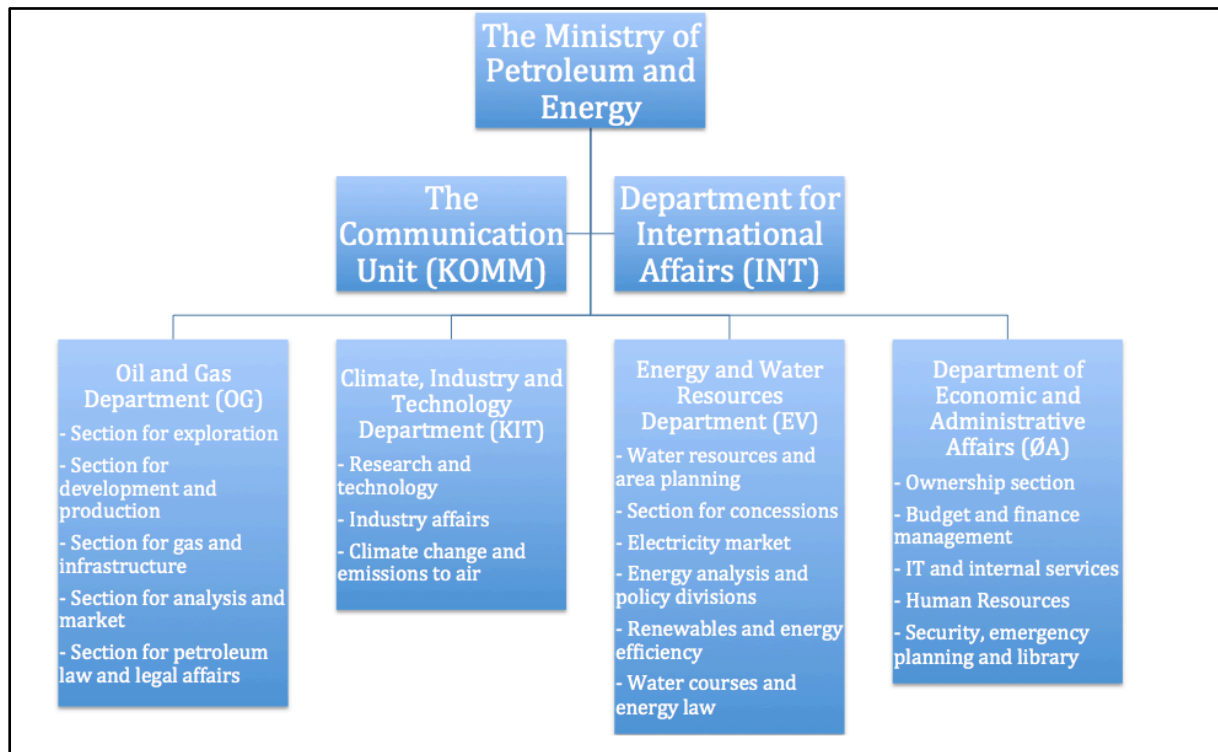 The Ministry of
Petroleum and
Energy
The
Communication
Unit (KOMM)
Department for
International
Affairs (INT)
Oil and Gas
Department (OG)
- Section for exploration
- Section for
development and
production
- Section for gas and
infrastructure
- Section for analysis and
market
- Section for petroleum
law and legal affairs
Climate, Industry and
Technology
Department (KIT)
- Research and
technology
- Industry affairs
- Climate change and
emissions to air
Energy and Water
Resources
Department (EV)
- Water resources and
area planning
- Section for concessions
- Electricity market
- Energy analysis and
policy divisions
- Renewables and energy
efficiency
- Water courses and
energy law
Department of
Economic and
Administrative
Affairs (ØA)
- Ownership section
- Budget and finance
management
- IT and internal services
- Human Resources
- Security, emergency
planning and library